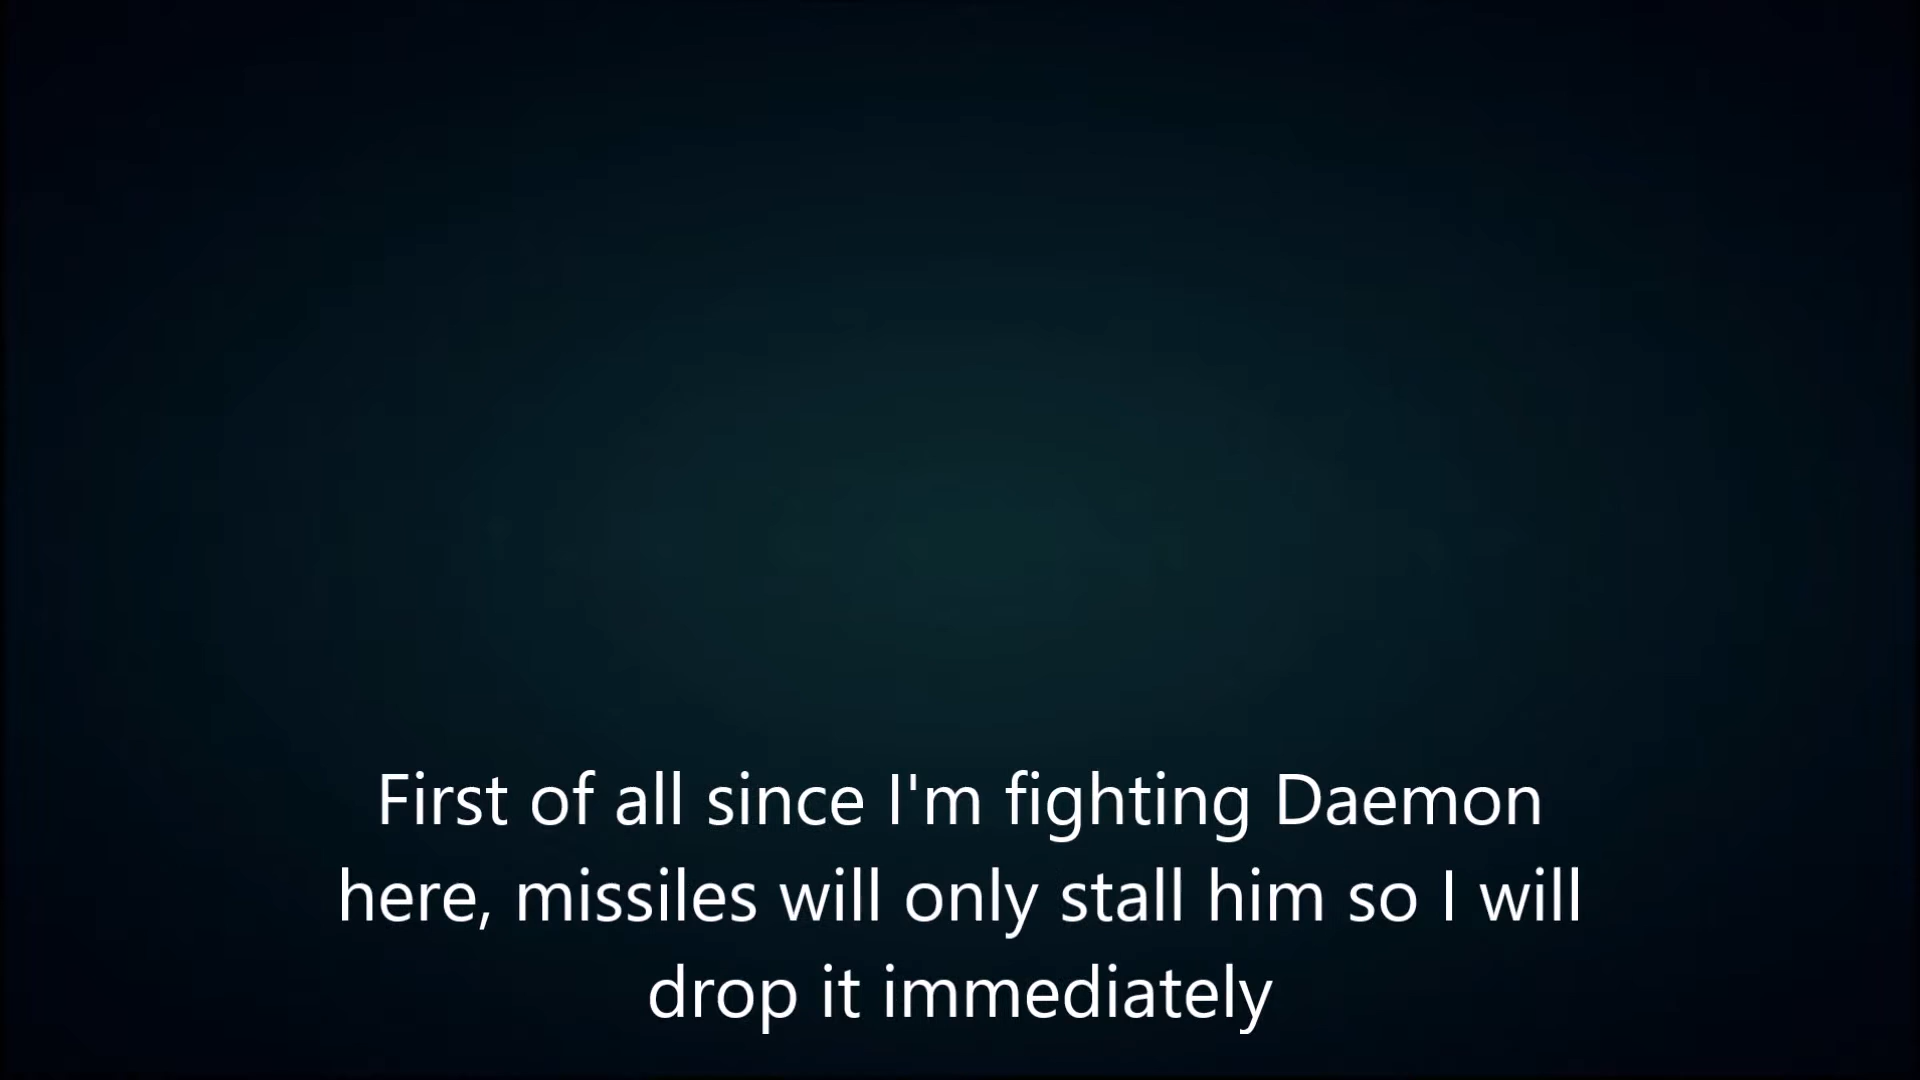 First of all since I'm fighting Daemon
here, missiles will only stall him so I will
drop it immediately